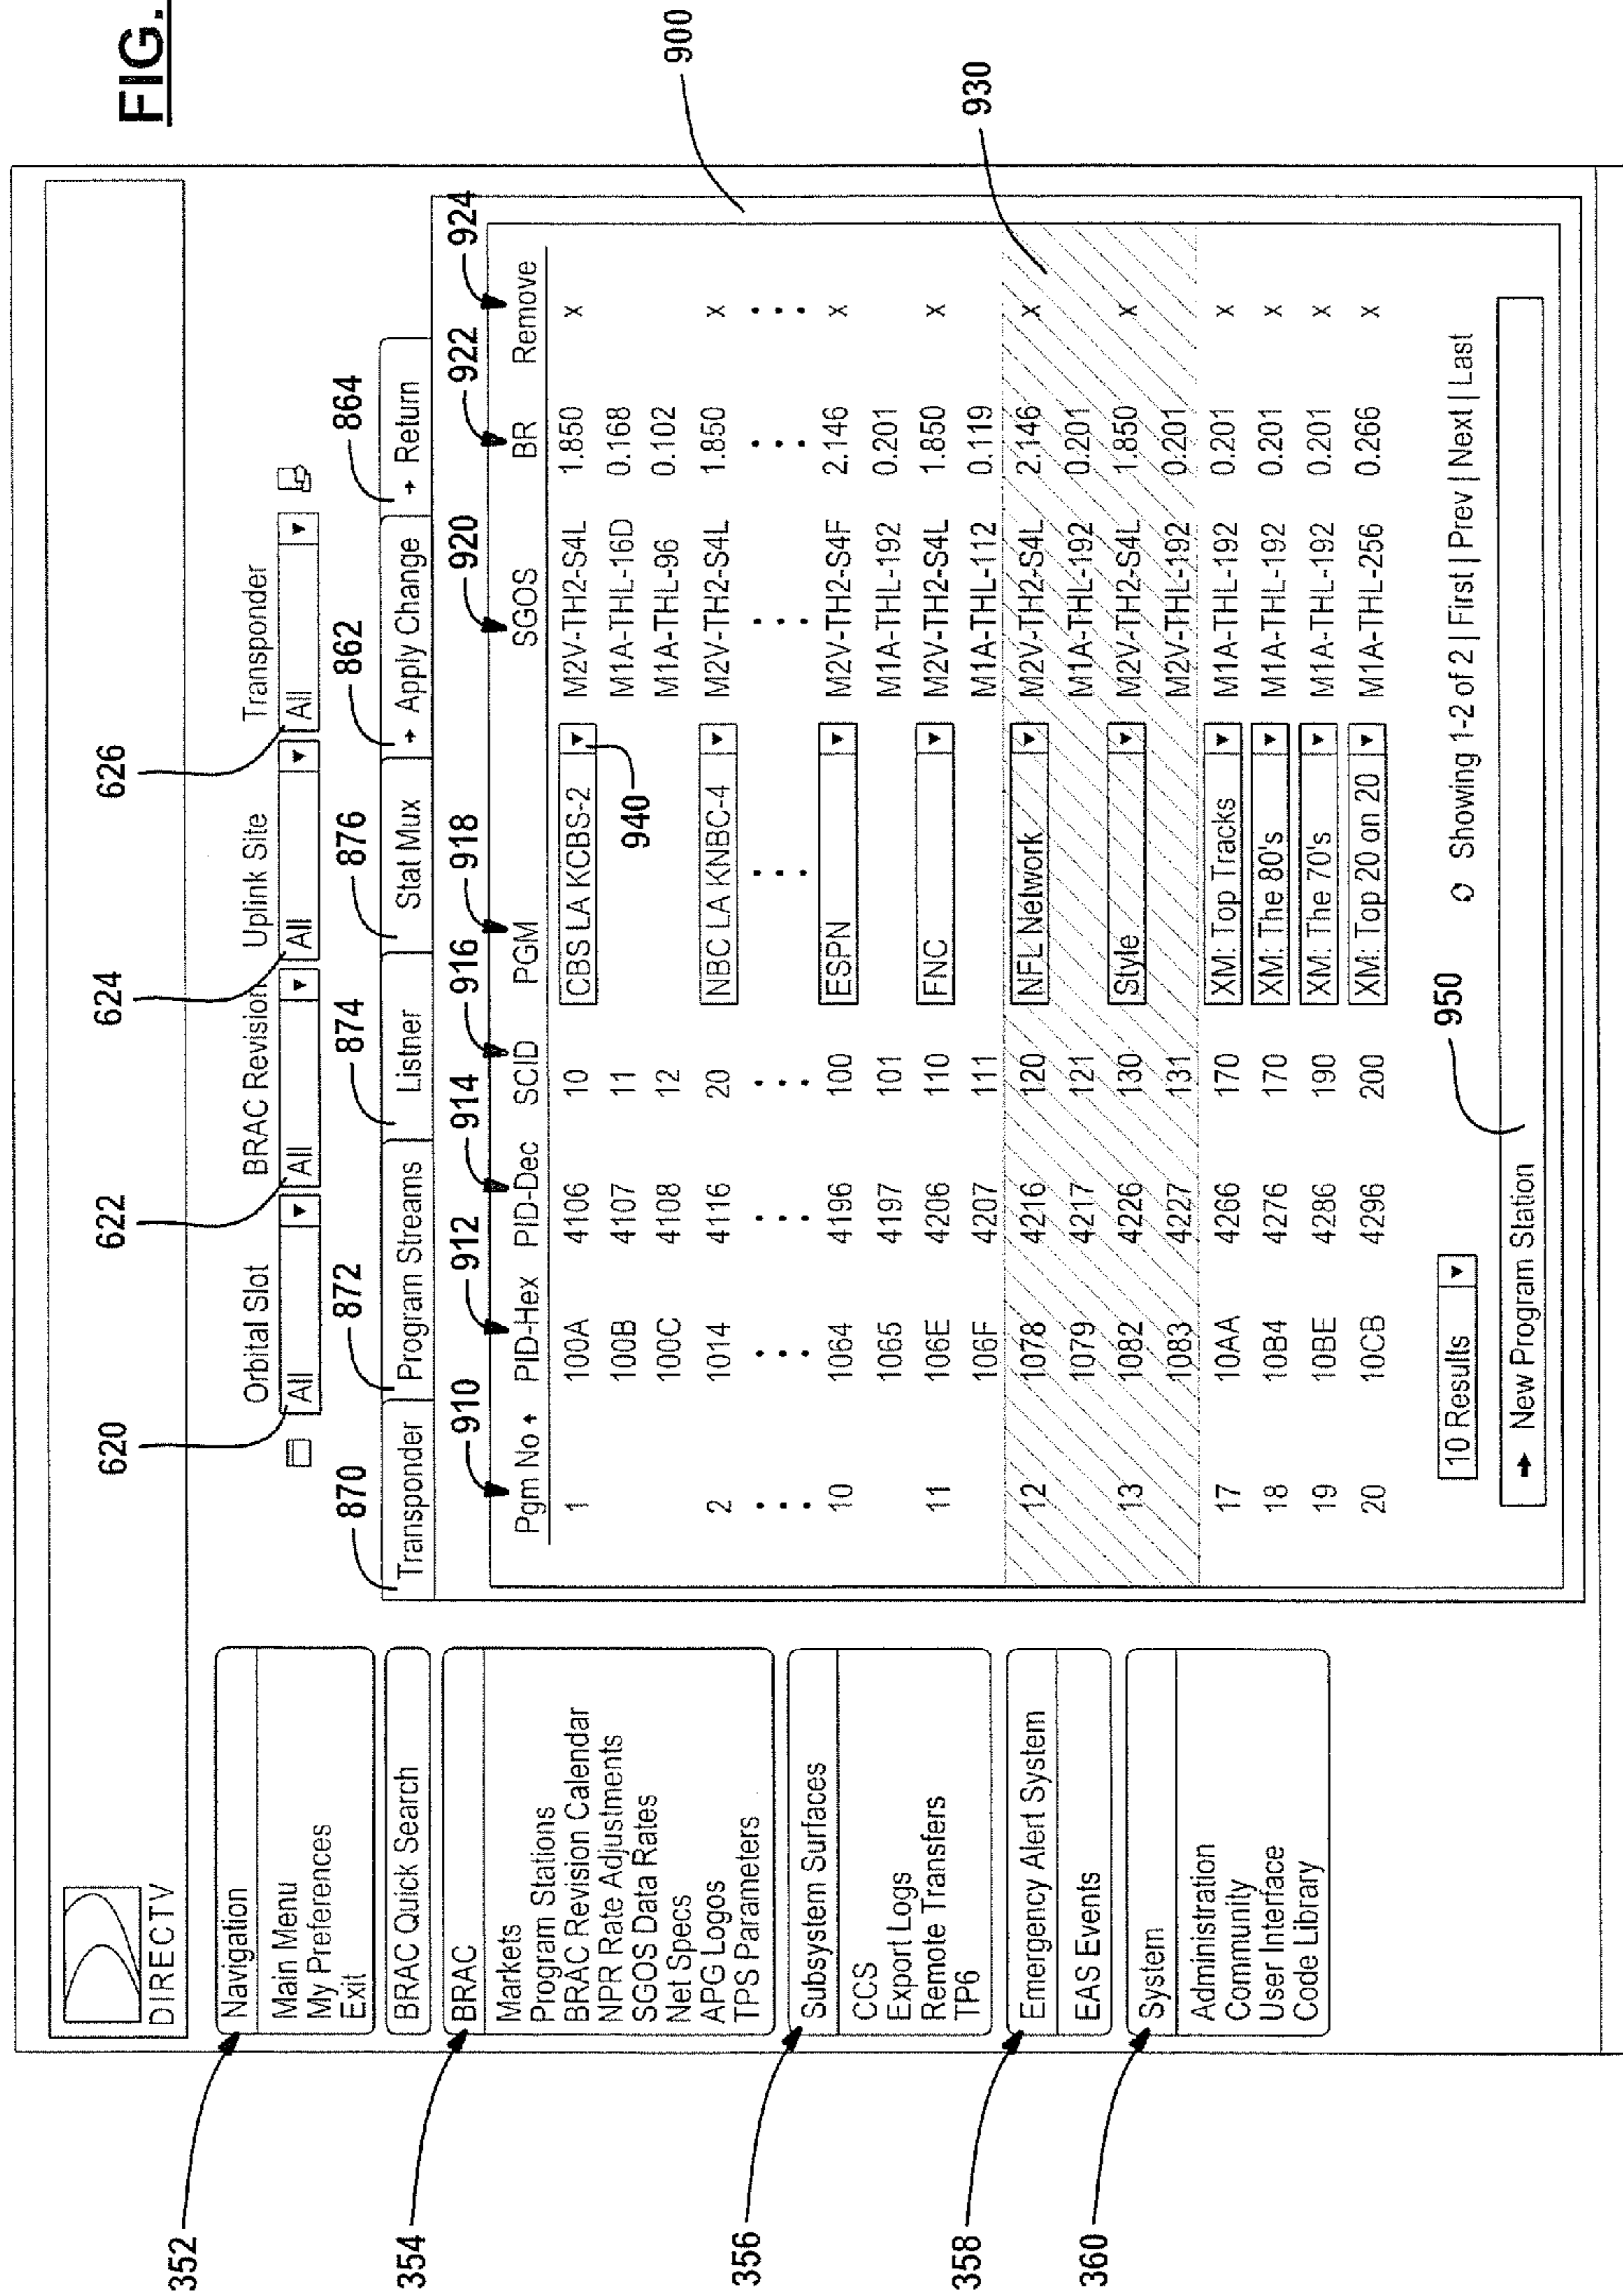 FIG.
DIRECTV
352
Navigation
Main Menu
My Preferences
Exit
BRAC Quick Search
354
BRAC
Markets
Program Stations
BRAC Revision Calendar
NPR Rate Adjustments
SGOS Data Rates
Net Specs
APG Logos
TPS Parameters
356
Subsystem Surfaces
CCS
Export Logs
Remote Transfers
TP6
358
Emergency Alert System
EAS Events
360
System
Administration
Community
User Interface
Code Library
620 622 624 626
Orbital Slot BRAC Revision Uplink Site Transponder
All ▼ All ▼ All ▼ All ▼
870 872 874 876 862 864
Transponder Program Streams Listner Stat Mux → Apply Change → Return
910 912 914 916 918 920 922 924
Pgm No ↑ PID-Hex PID-Dec SCID PGM SGOS BR Remove
1 100A 4106 10 CBS LA KCBS-2 ▼ M2V-TH2-S4L 1.850 x
100B 4107 11 M1A-THL-16D 0.168
100C 4108 12 M1A-THL-96 0.102
940
2 1014 4116 20 NBC LA KNBC-4 ▼ M2V-TH2-S4L 1.850 x
⋮ ⋮ ⋮ ⋮ ⋮ ⋮ ⋮ ⋮
10 1064 4196 100 ESPN ▼ M2V-TH2-S4F 2.146 x
1065 4197 101 M1A-THL-192 0.201
11 106E 4206 110 FNC ▼ M2V-TH2-S4L 1.850 x
106F 4207 111 M1A-THL-112 0.119
12 1078 4216 120 NFL Network ▼ M2V-TH2-S4L 2.146 x
1079 4217 121 M1A-THL-192 0.201
13 1082 4226 130 Style ▼ M2V-TH2-S4L 1.850 x
1083 4227 131 M2V-THL-192 0.201
17 10AA 4266 170 XM: Top Tracks ▼ M1A-THL-192 0.201 x
18 10B4 4276 170 XM: The 80's ▼ M1A-THL-192 0.201 x
19 10BE 4286 190 XM: The 70's ▼ M1A-THL-192 0.201 x
20 10CB 4296 200 XM: Top 20 on 20 ▼ M1A-THL-256 0.266 x
900
930
10 Results ▼ Showing 1-2 of 2 | First | Prev | Next | Last
950
→ New Program Station